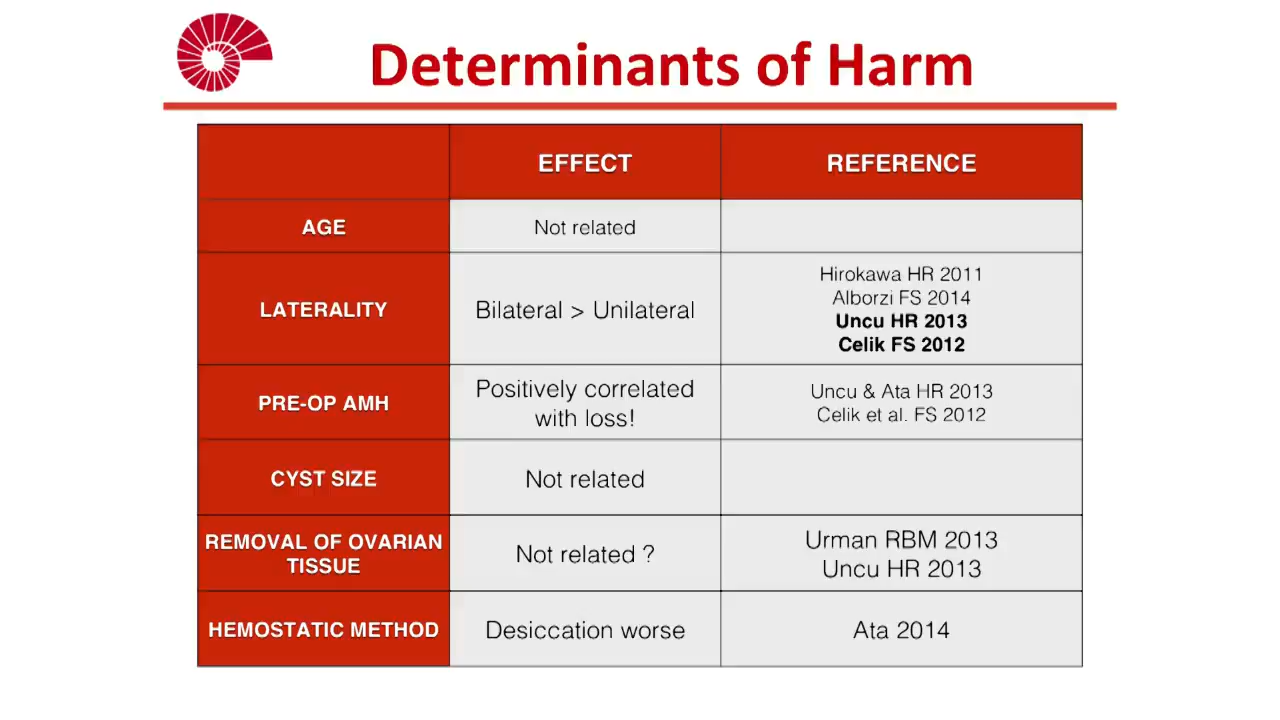 Determinants of Harm
EFFECT
REFERENCE
AGE
Not related
LATERALITY
Bilateral > Unilateral
Hirokawa HR 2011
Alborzi FS 2014
Uncu HR 2013
Celik FS 2012
PRE-OP AMH
Positively correlated
with loss!
Uncu & Ata HR 2013
Celik et al. FS 2012
CYST SIZE
Not related
REMOVAL OF OVARIAN
TISSUE
Not related ?
Urman RBM 2013
Uncu HR 2013
HEMOSTATIC METHOD
Desiccation worse
Ata 2014